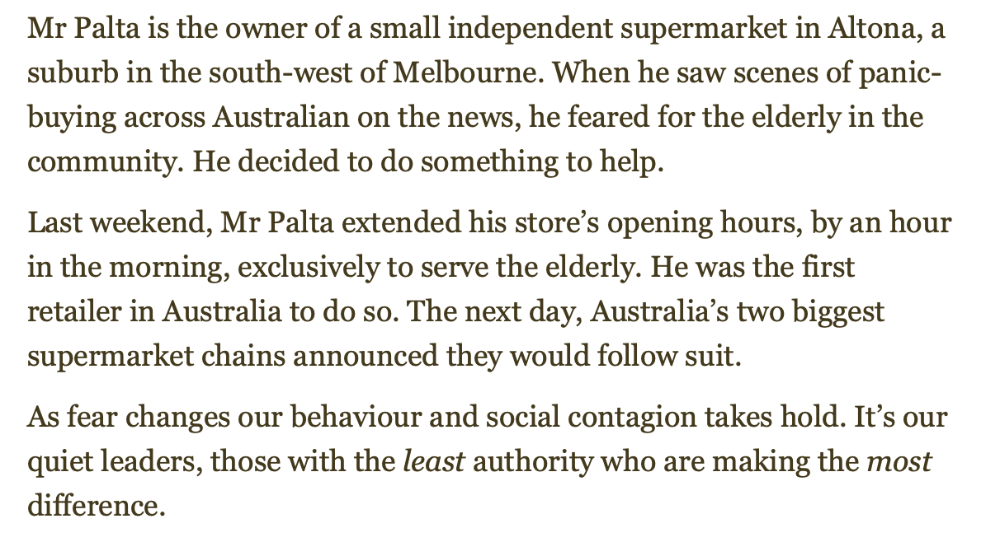 Mr Palta is the owner of a small independent supermarket in Altona, a
suburb in the south-west of Melbourne. When he saw scenes of panic-
buying across Australian on the news, he feared for the elderly in the
community. He decided to do something to help.
Last weekend, Mr Palta extended his store’s opening hours, by an hour
in the morning, exclusively to serve the elderly. He was the first
retailer in Australia to do so. The next day, Australia’s two biggest
supermarket chains announced they would follow suit.
As fear changes our behaviour and social contagion takes hold. It’s our
quiet leaders, those with the least authority who are making the most
difference.